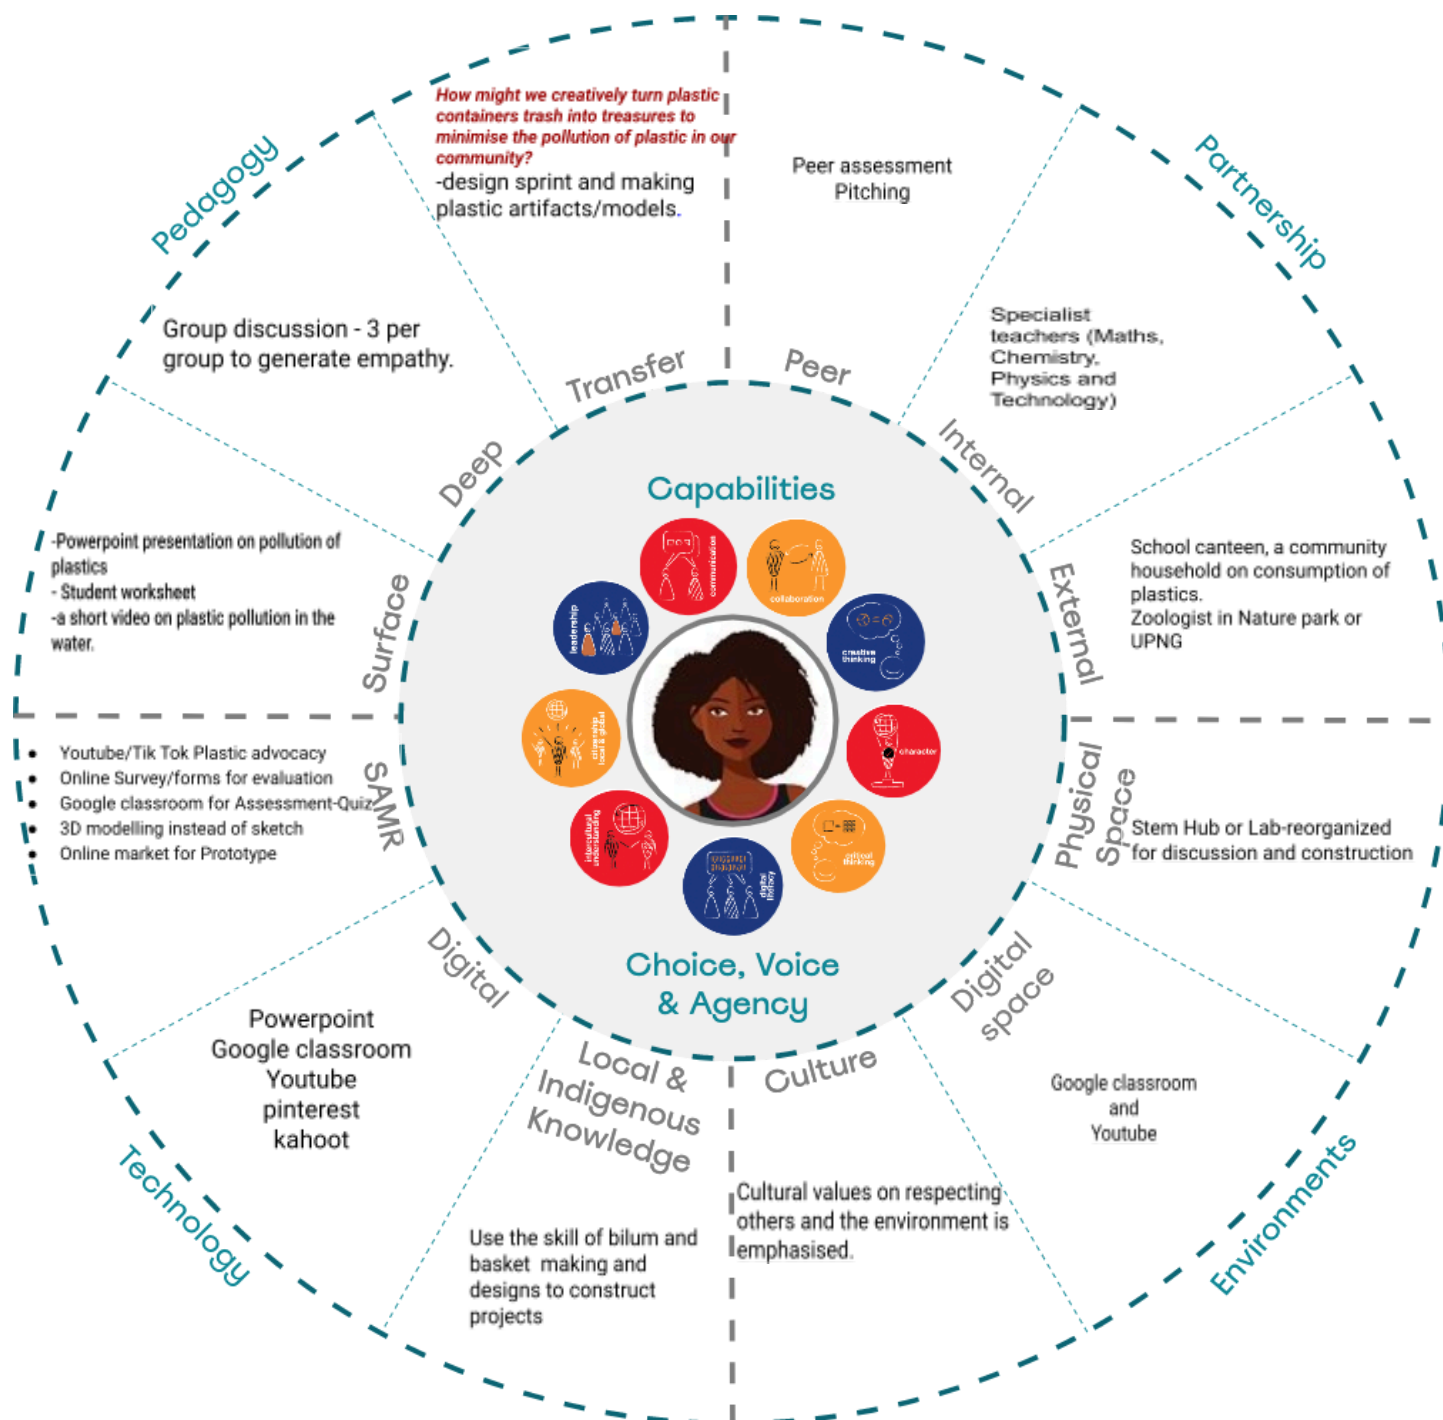 Pedagogy
How might we creatively turn plastic
containers trash into treasures to
minimise the pollution of plastic in our
community?
-design sprint and making
plastic artifacts/models.
Transfer
Group discussion - 3 per
group to generate empathy.
Deep
-Powerpoint presentation on pollution of
plastics
- Student worksheet
-a short video on plastic pollution in the
water.
Surface
Partnership
Peer assessment
Pitching
Peer
Specialist
teachers (Maths,
Chemistry,
Physics and
Technology)
Internal
School canteen, a community
household on consumption of
plastics.
Zoologist in Nature park or
UPNG
External
Capabilities
communication
collaboration
leadership
creative
thinking
citizenship
local & global
character
intercultural
understanding
critical
thinking
digital
literacy
Choice, Voice
& Agency
• Youtube/Tik Tok Plastic advocacy
• Online Survey/forms for evaluation
• Google classroom for Assessment-Quiz
• 3D modelling instead of sketch
• Online market for Prototype
SAMR
Powerpoint
Google classroom
Youtube
pinterest
kahoot
Digital
Technology
Local &
Indigenous
Knowledge
Use the skill of bilum and
basket making and
designs to construct
projects
Physical
Space
Stem Hub or Lab-reorganized
for discussion and construction
Digital
space
Google classroom
and
Youtube
Culture
Cultural values on respecting
others and the environment is
emphasised.
Environments